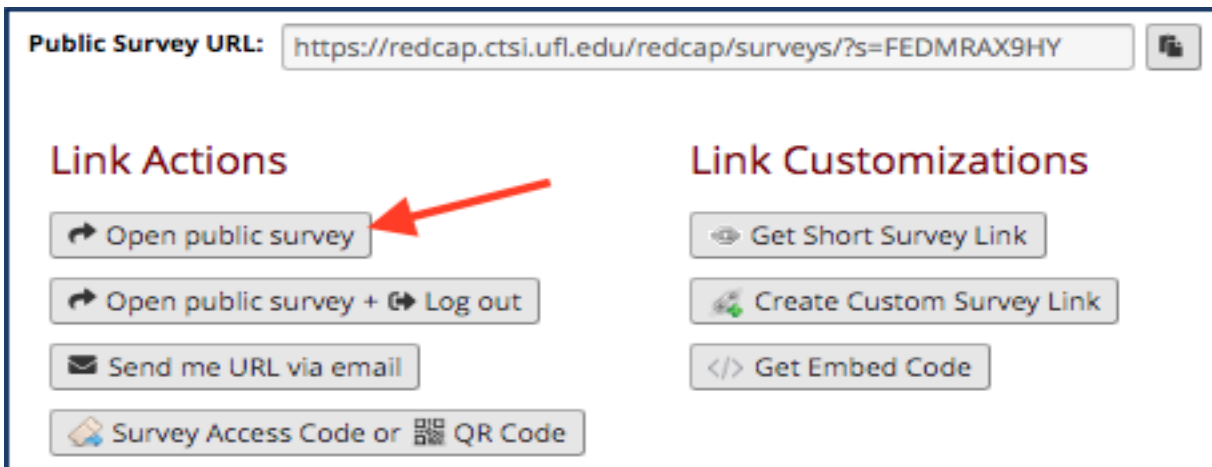 Public Survey URL: https://redcap.ctsi.ufl.edu/redcap/surveys/?s=FEDMRAX9HY
Link Actions
Open public survey
Open public survey + Log out
Send me URL via email
Survey Access Code or QR Code
Link Customizations
Get Short Survey Link
Create Custom Survey Link
</> Get Embed Code